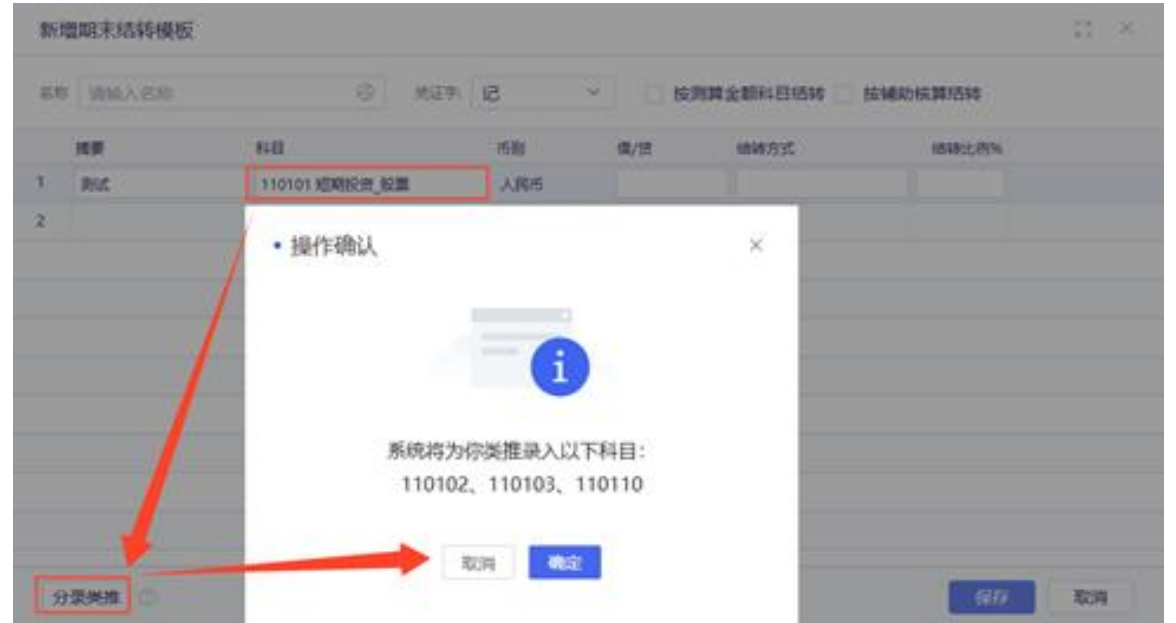 新增期末结转模板
名称 请输入名称 凭证字 记 按测算金额科目结转 按辅助核算结转
摘要 科目 币别 借/贷 结转方式 结转比例%
1 测试 110101 短期投资_股票 人民币
2
• 操作确认
i
系统将为你类推录入以下科目：
110102、110103、110110
取消 确定
分录类推 保存 取消